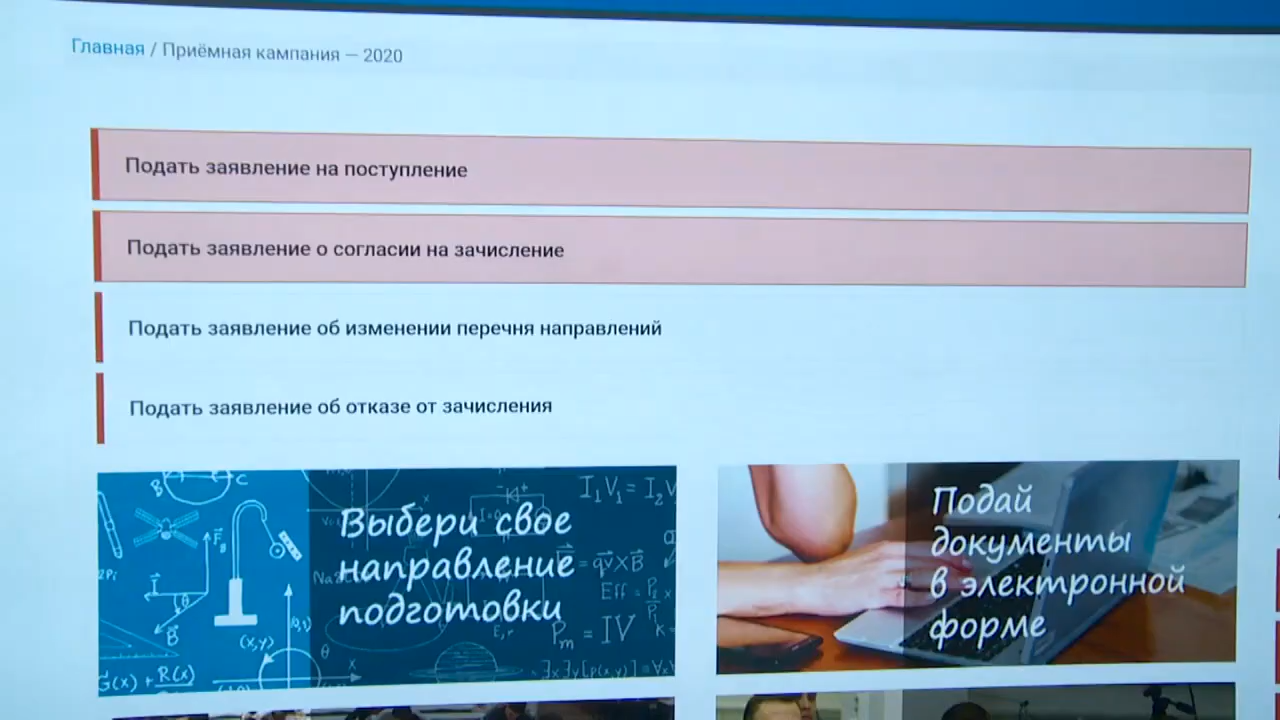 Главная / Приёмная кампания — 2020
Подать заявление на поступление
Подать заявление о согласии на зачисление
Подать заявление об изменении перечня направлений
Подать заявление об отказе от зачисления
Выбери свое
направление
подготовки
Подай
документы
в электронной
форме